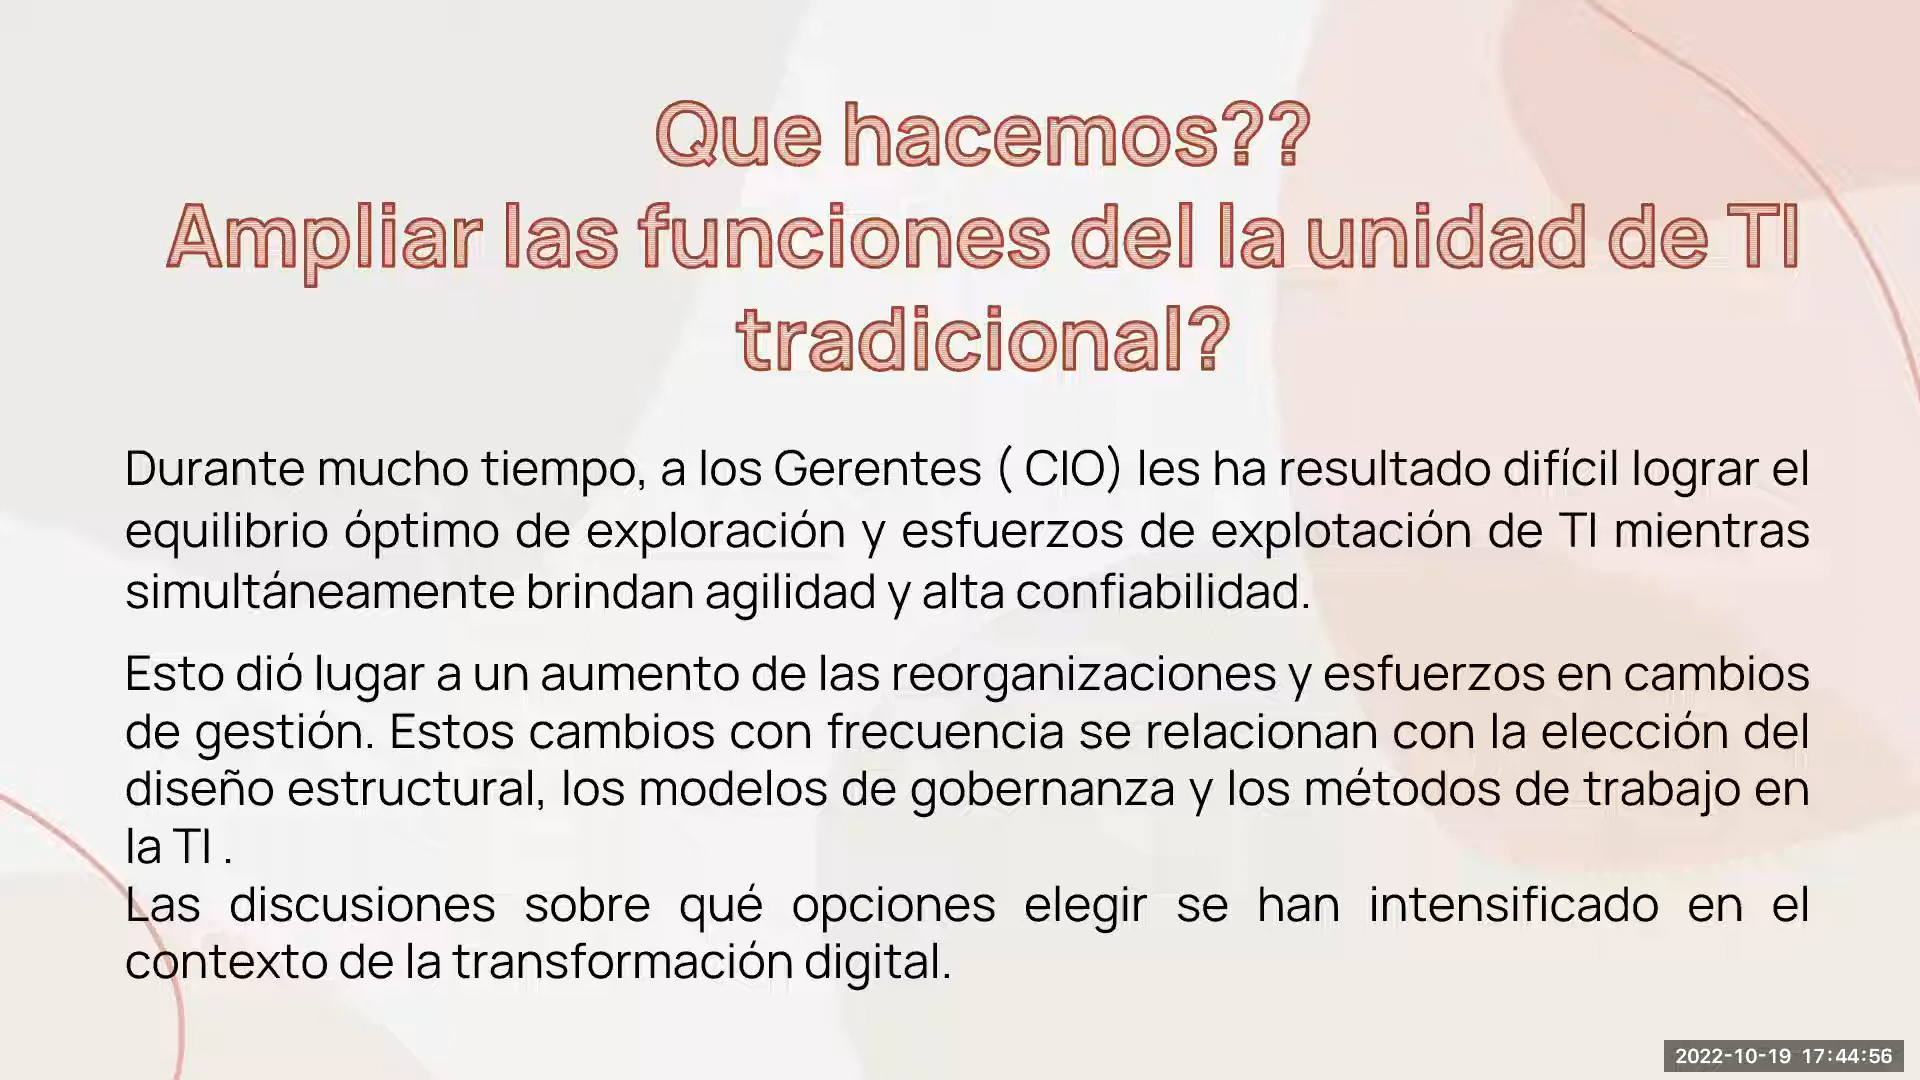 Que hacemos??
Ampliar las funciones del la unidad de TI
tradicional?
Durante mucho tiempo, a los Gerentes ( CIO) les ha resultado difícil lograr el
equilibrio óptimo de exploración y esfuerzos de explotación de TI mientras
simultáneamente brindan agilidad y alta confiabilidad.
Esto dió lugar a un aumento de las reorganizaciones y esfuerzos en cambios
de gestión. Estos cambios con frecuencia se relacionan con la elección del
diseño estructural, los modelos de gobernanza y los métodos de trabajo en
la TI .
Las discusiones sobre qué opciones elegir se han intensificado en el
contexto de la transformación digital.
2022-10-19 17:44:56